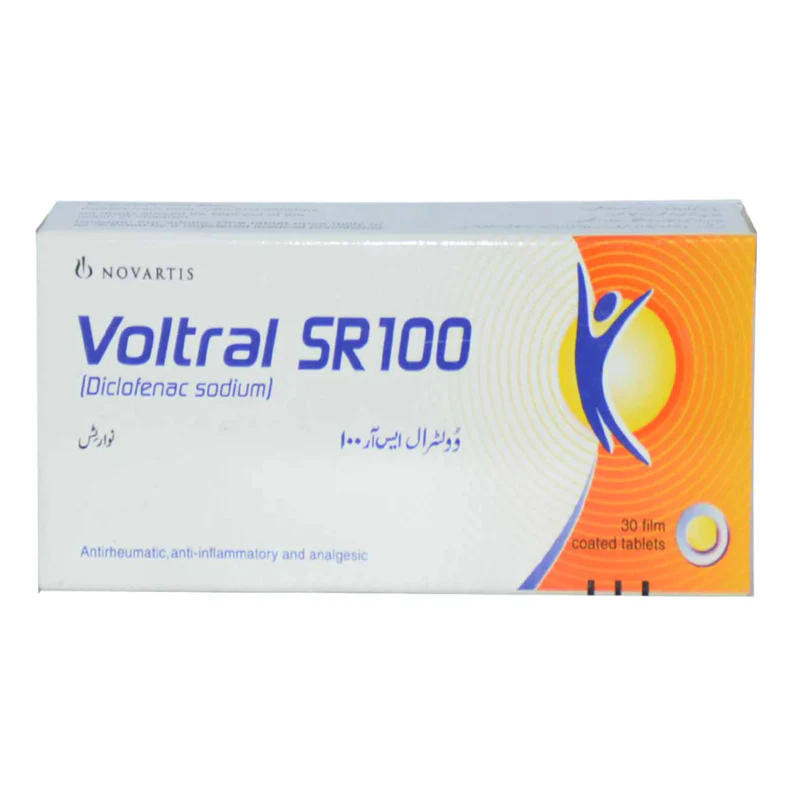 NOVARTIS
Voltral SR100
(Diclofenac sodium)
نوارٹس وولٹرال ایس آر ۱۰۰
Antirheumatic, anti-inflammatory and analgesic
30 film
coated tablets